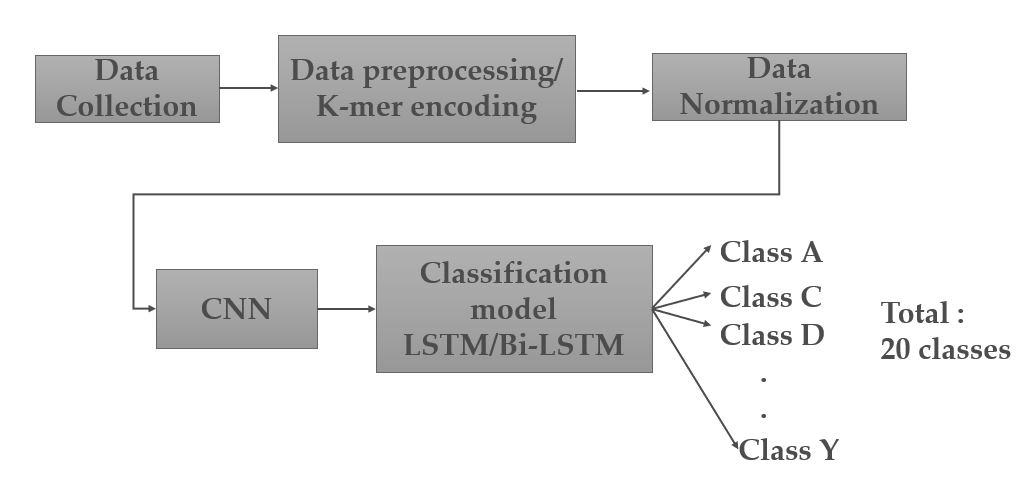 Data
Collection
Data preprocessing/
K-mer encoding
Data
Normalization
CNN
Classification
model
LSTM/Bi-LSTM
Class A
Class C
Class D
.
.
Class Y
Total :
20 classes